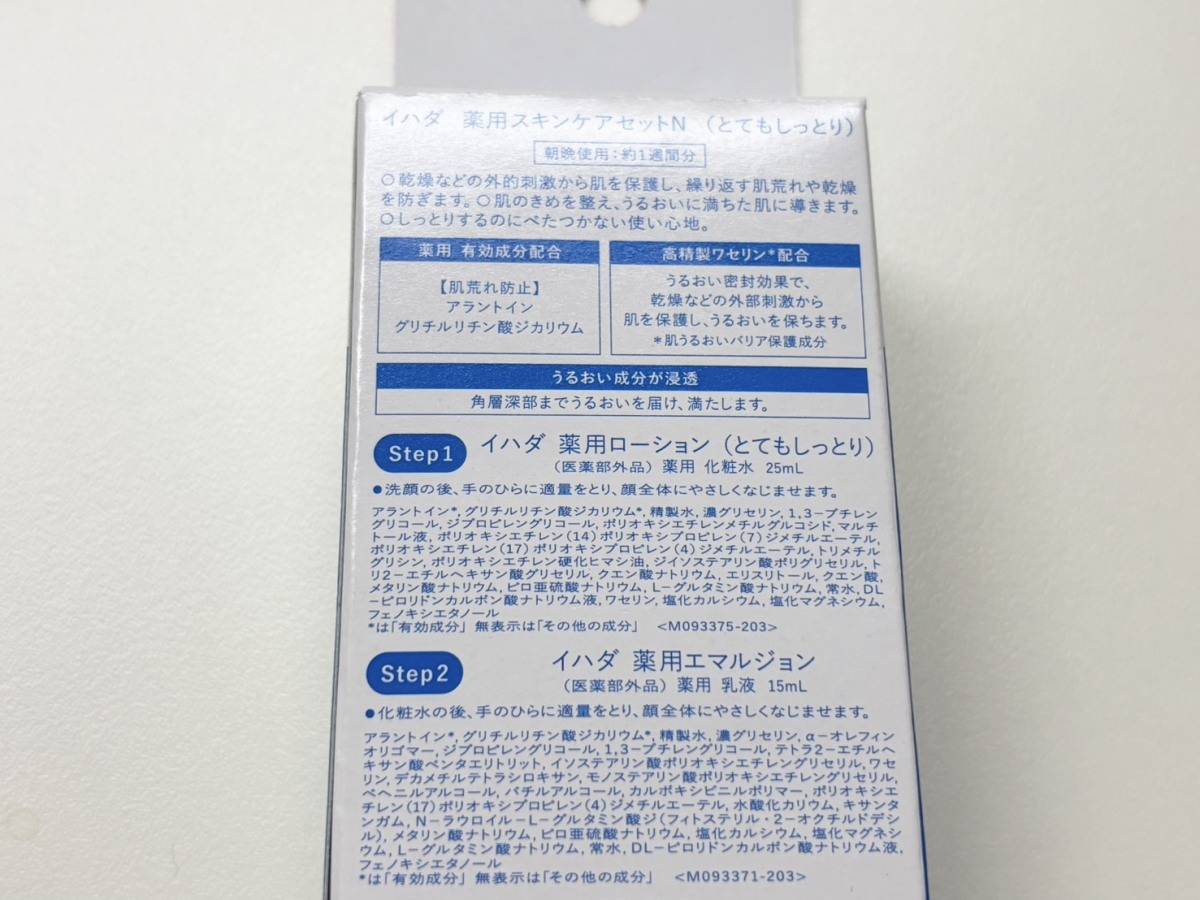 イハダ 薬用スキンケアセットN （とてもしっとり）
朝晩使用：約1週間分
○乾燥などの外的刺激から肌を保護し、繰り返す肌荒れや乾燥
を防ぎます。○肌のきめを整え、うるおいに満ちた肌に導きます。
○しっとりするのにべたつかない使い心地。
薬用 有効成分配合
【肌荒れ防止】
アラントイン
グリチルリチン酸ジカリウム
高精製ワセリン*配合
うるおい密封効果で、
乾燥などの外部刺激から
肌を保護し、うるおいを保ちます。
*肌うるおいバリア保護成分
うるおい成分が浸透
角層深部までうるおいを届け、満たします。
Step1 イハダ 薬用ローション （とてもしっとり）
（医薬部外品） 薬用 化粧水 25mL
●洗顔の後、手のひらに適量をとり、顔全体にやさしくなじませます。
アラントイン*, グリチルリチン酸ジカリウム*, 精製水, 濃グリセリン, 1,3−ブチレン
グリコール, ジプロピレングリコール, ポリオキシエチレンメチルグルコシド, マルチ
トール液, ポリオキシエチレン（14）ポリオキシプロピレン（7）ジメチルエーテル,
ポリオキシエチレン（17）ポリオキシプロピレン（4）ジメチルエーテル, トリメチル
グリシン, ポリオキシエチレン硬化ヒマシ油, ジイソステアリン酸ポリグリセリル, ト
リ2−エチルヘキサン酸グリセリル, クエン酸ナトリウム, エリスリトール, クエン酸,
メタリン酸ナトリウム, ピロ亜硫酸ナトリウム, L−グルタミン酸ナトリウム, 常水, DL
−ピロリドンカルボン酸ナトリウム液, ワセリン, 塩化カルシウム, 塩化マグネシウム,
フェノキシエタノール
*は「有効成分」 無表示は「その他の成分」 <M093375-203>
Step2 イハダ 薬用エマルジョン
（医薬部外品） 薬用 乳液 15mL
●化粧水の後、手のひらに適量をとり、顔全体にやさしくなじませます。
アラントイン*, グリチルリチン酸ジカリウム*, 精製水, 濃グリセリン, α−オレフィン
オリゴマー, ジプロピレングリコール, 1,3−ブチレングリコール, テトラ2−エチルヘ
キサン酸ペンタエリトリット, イソステアリン酸ポリオキシエチレングリセリル, ワセ
リン, デカメチルテトラシロキサン, モノステアリン酸ポリオキシエチレングリセリル,
ベヘニルアルコール, バチルアルコール, カルボキシビニルポリマー, ポリオキシエ
チレン（17）ポリオキシプロピレン（4）ジメチルエーテル, 水酸化カリウム, キサンタ
ンガム, N−ラウロイル−L−グルタミン酸ジ（フィトステリル・2−オクチルドデシ
ル）, メタリン酸ナトリウム, ピロ亜硫酸ナトリウム, 塩化カルシウム, 塩化マグネシ
ウム, L−グルタミン酸ナトリウム, 常水, DL−ピロリドンカルボン酸ナトリウム液,
フェノキシエタノール
*は「有効成分」 無表示は「その他の成分」 <M093371-203>